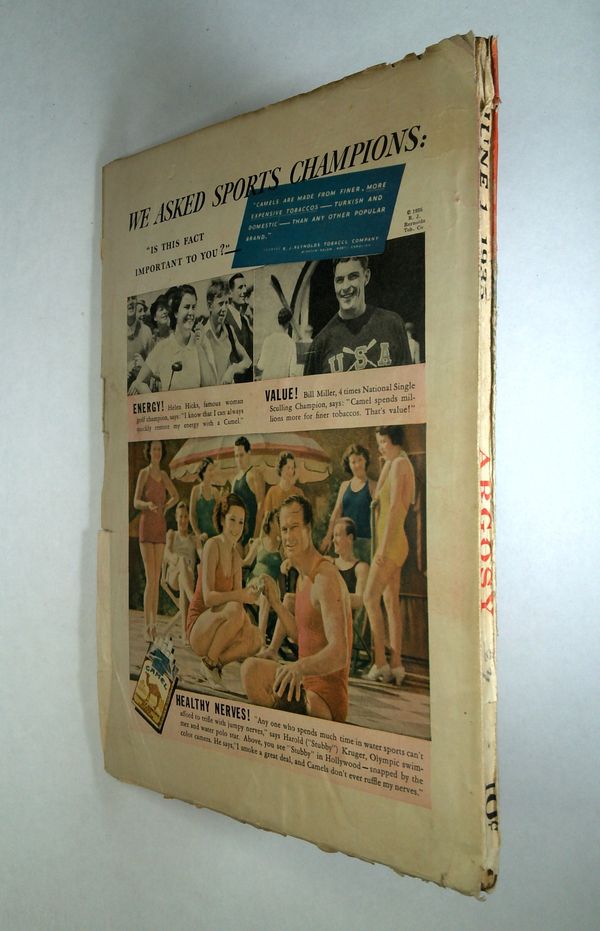 WE ASKED SPORTS CHAMPIONS:
"IS THIS FACT
IMPORTANT TO YOU?"—
"CAMELS ARE MADE FROM FINER, MORE
EXPENSIVE TOBACCOS — TURKISH AND
DOMESTIC — THAN ANY OTHER POPULAR
BRAND."
R. J. REYNOLDS TOBACCO COMPANY
© 1935
R. J.
Reynolds
Tob. Co
USA
ENERGY! Helen Hicks, famous woman
golf champion, says: "I know that I can always
quickly restore my energy with a Camel."
VALUE! Bill Miller, 4 times National Single
Sculling Champion, says: "Camel spends mil-
lions more for finer tobaccos. That's value!"
CAMEL
HEALTHY NERVES! "Any one who spends much time in water sports can't
afford to trifle with jumpy nerves," says Harold ("Stubby") Kruger, Olympic swim-
mer and water polo star. Above, you see "Stubby" in Hollywood—snapped by the
color camera. He says, "I smoke a great deal, and Camels don't ever ruffle my nerves."
JUNE 1 1935
ARGOSY
10¢